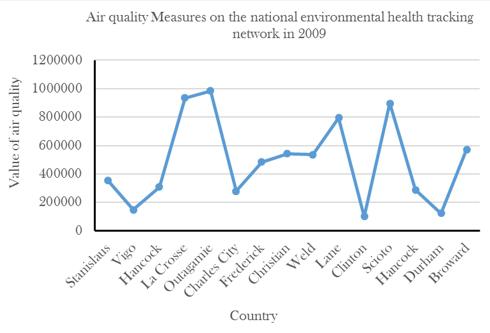 Air quality Measures on the national environmental health tracking
network in 2009
Value of air quality
1200000
1000000
800000
600000
400000
200000
0
Stanislaus
Vigo
Hancock
La Crosse
Outagamie
Charles City
Frederick
Christian
Weld
Lane
Clinton
Scioto
Hancock
Durham
Broward
Country